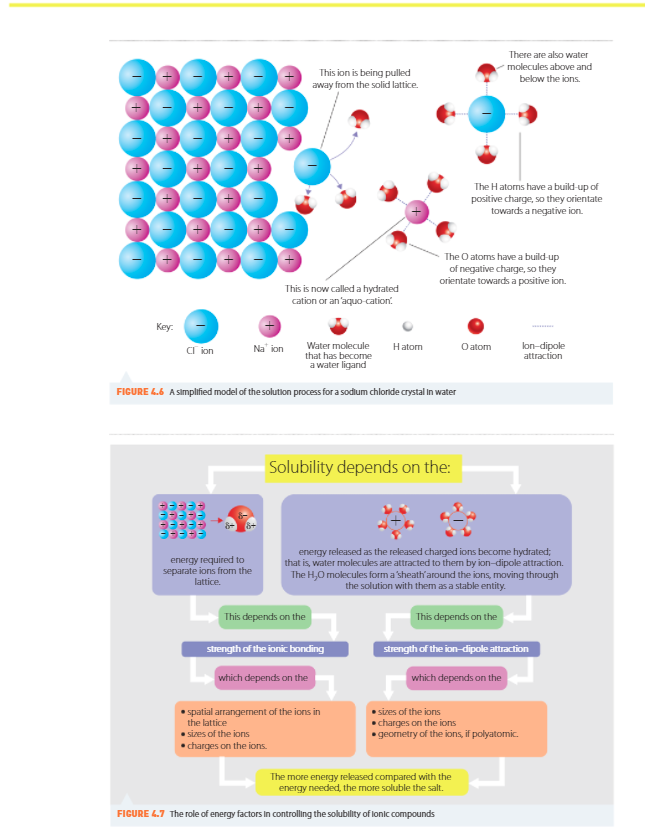 There are also water
molecules above and
below the ions.
This ion is being pulled
away from the solid lattice.
The H atoms have a build-up of
positive charge, so they orientate
towards a negative ion.
The O atoms have a build-up
of negative charge, so they
orientate towards a positive ion.
This is now called a hydrated
cation or an 'aquo-cation'.
Key:
Cl⁻ ion
Na⁺ ion
Water molecule
that has become
a water ligand
H atom
O atom
Ion–dipole
attraction
FIGURE 4.6 A simplified model of the solution process for a sodium chloride crystal in water
Solubility depends on the:
δ−
δ+ δ+
energy required to
separate ions from the
lattice.
+ −
energy released as the released charged ions become hydrated;
that is, water molecules are attracted to them by ion–dipole attraction.
The H₂O molecules form a 'sheath' around the ions, moving through
the solution with them as a stable entity.
This depends on the
This depends on the
strength of the ionic bonding
strength of the ion–dipole attraction
which depends on the
which depends on the
• spatial arrangement of the ions in
the lattice
• sizes of the ions
• charges on the ions.
• sizes of the ions
• charges on the ions
• geometry of the ions, if polyatomic.
The more energy released compared with the
energy needed, the more soluble the salt.
FIGURE 4.7 The role of energy factors in controlling the solubility of ionic compounds